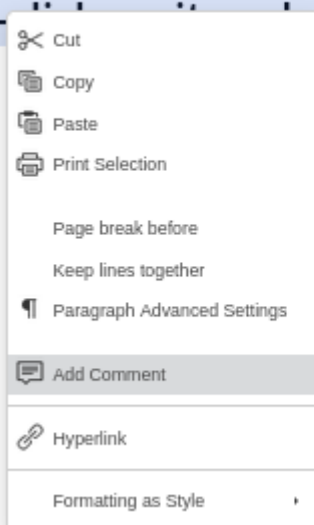 Cut
Copy
Paste
Print Selection
Page break before
Keep lines together
Paragraph Advanced Settings
Add Comment
Hyperlink
Formatting as Style